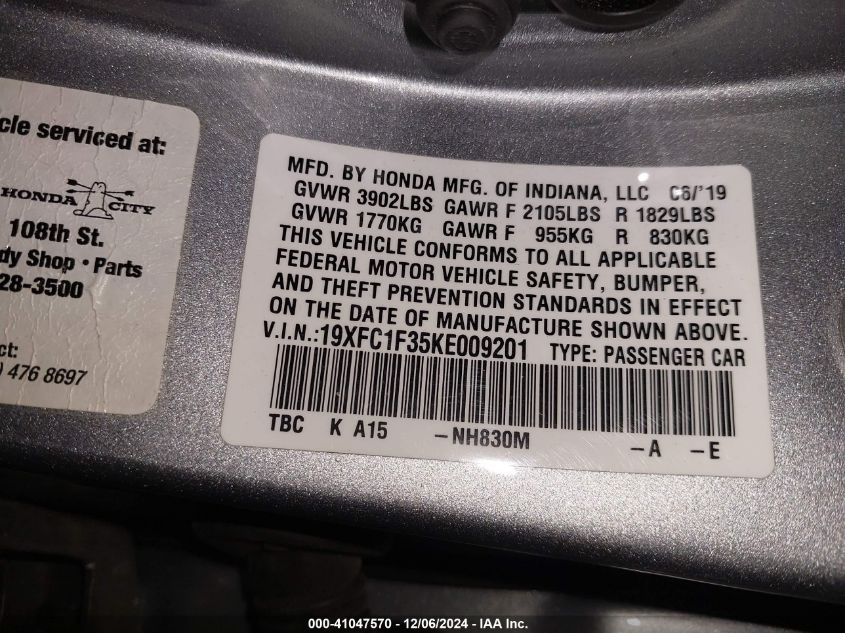 cle serviced at:
HONDA CITY
108th St.
dy Shop • Parts
28-3500
ct:
) 476 8697
MFD. BY HONDA MFG. OF INDIANA, LLC C6/'19
GVWR 3902LBS GAWR F 2105LBS R 1829LBS
GVWR 1770KG GAWR F 955KG R 830KG
THIS VEHICLE CONFORMS TO ALL APPLICABLE
FEDERAL MOTOR VEHICLE SAFETY, BUMPER,
AND THEFT PREVENTION STANDARDS IN EFFECT
ON THE DATE OF MANUFACTURE SHOWN ABOVE.
V.I.N.:19XFC1F35KE009201 TYPE: PASSENGER CAR
TBC K A15 -NH830M -A -E
000-41047570 - 12/06/2024 - IAA Inc.